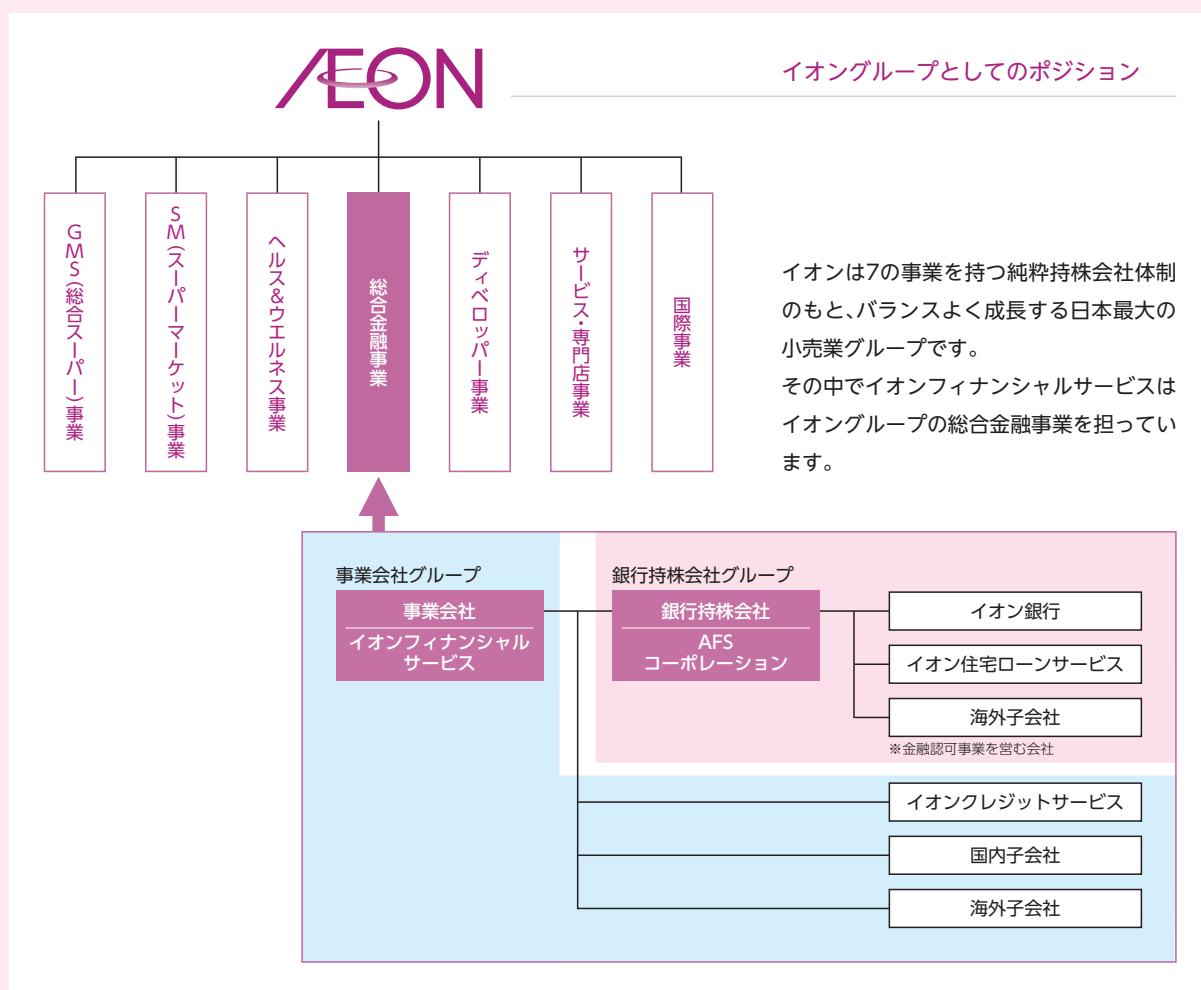 ÆON
イオングループとしてのポジション
GMS(総合スーパー)事業
SM(スーパーマーケット)事業
ヘルス&ウエルネス事業
総合金融事業
ディベロッパー事業
サービス・専門店事業
国際事業
イオンは7の事業を持つ純粋持株会社体制
のもと、バランスよく成長する日本最大の
小売業グループです。
その中でイオンフィナンシャルサービスは
イオングループの総合金融事業を担ってい
ます。
事業会社グループ
事業会社
イオンフィナンシャル
サービス
銀行持株会社グループ
銀行持株会社
AFS
コーポレーション
イオン銀行
イオン住宅ローンサービス
海外子会社
※金融認可事業を営む会社
イオンクレジットサービス
国内子会社
海外子会社